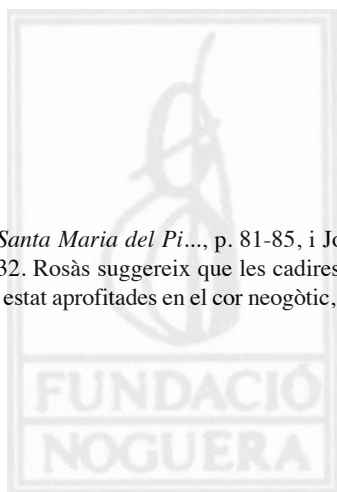 Santa Maria del Pi..., p. 81-85, i Jo
32. Rosàs suggereix que les cadires
estat aprofitades en el cor neogòtic,
FUNDACIÓ
NOGUERA